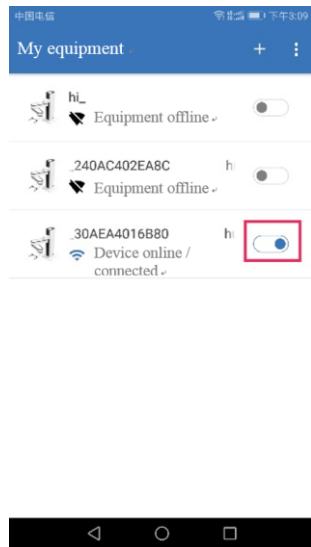 中国电信 下午3:09
My equipment
hi_
Equipment offline
_240AC402EA8C h
Equipment offline
_30AEA4016B80 hi
Device online /
connected